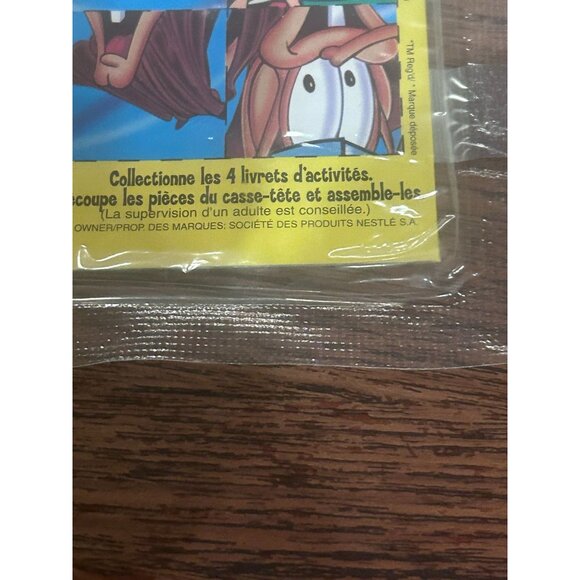 Collectionne les 4 livrets d'activités.
écoupe les pièces du casse-tête et assemble-les
(La supervision d'un adulte est conseillée.)
OWNER/PROP. DES MARQUES: SOCIÉTÉ DES PRODUITS NESTLÉ S.A.
*TM Reg'd/* Marque déposée